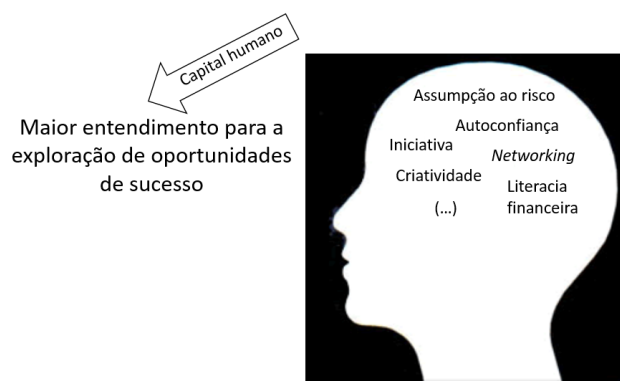 Capital humano
Maior entendimento para a
exploração de oportunidades
de sucesso
Assumpção ao risco
Autoconfiança
Iniciativa
Networking
Criatividade
Literacia
financeira
(...)